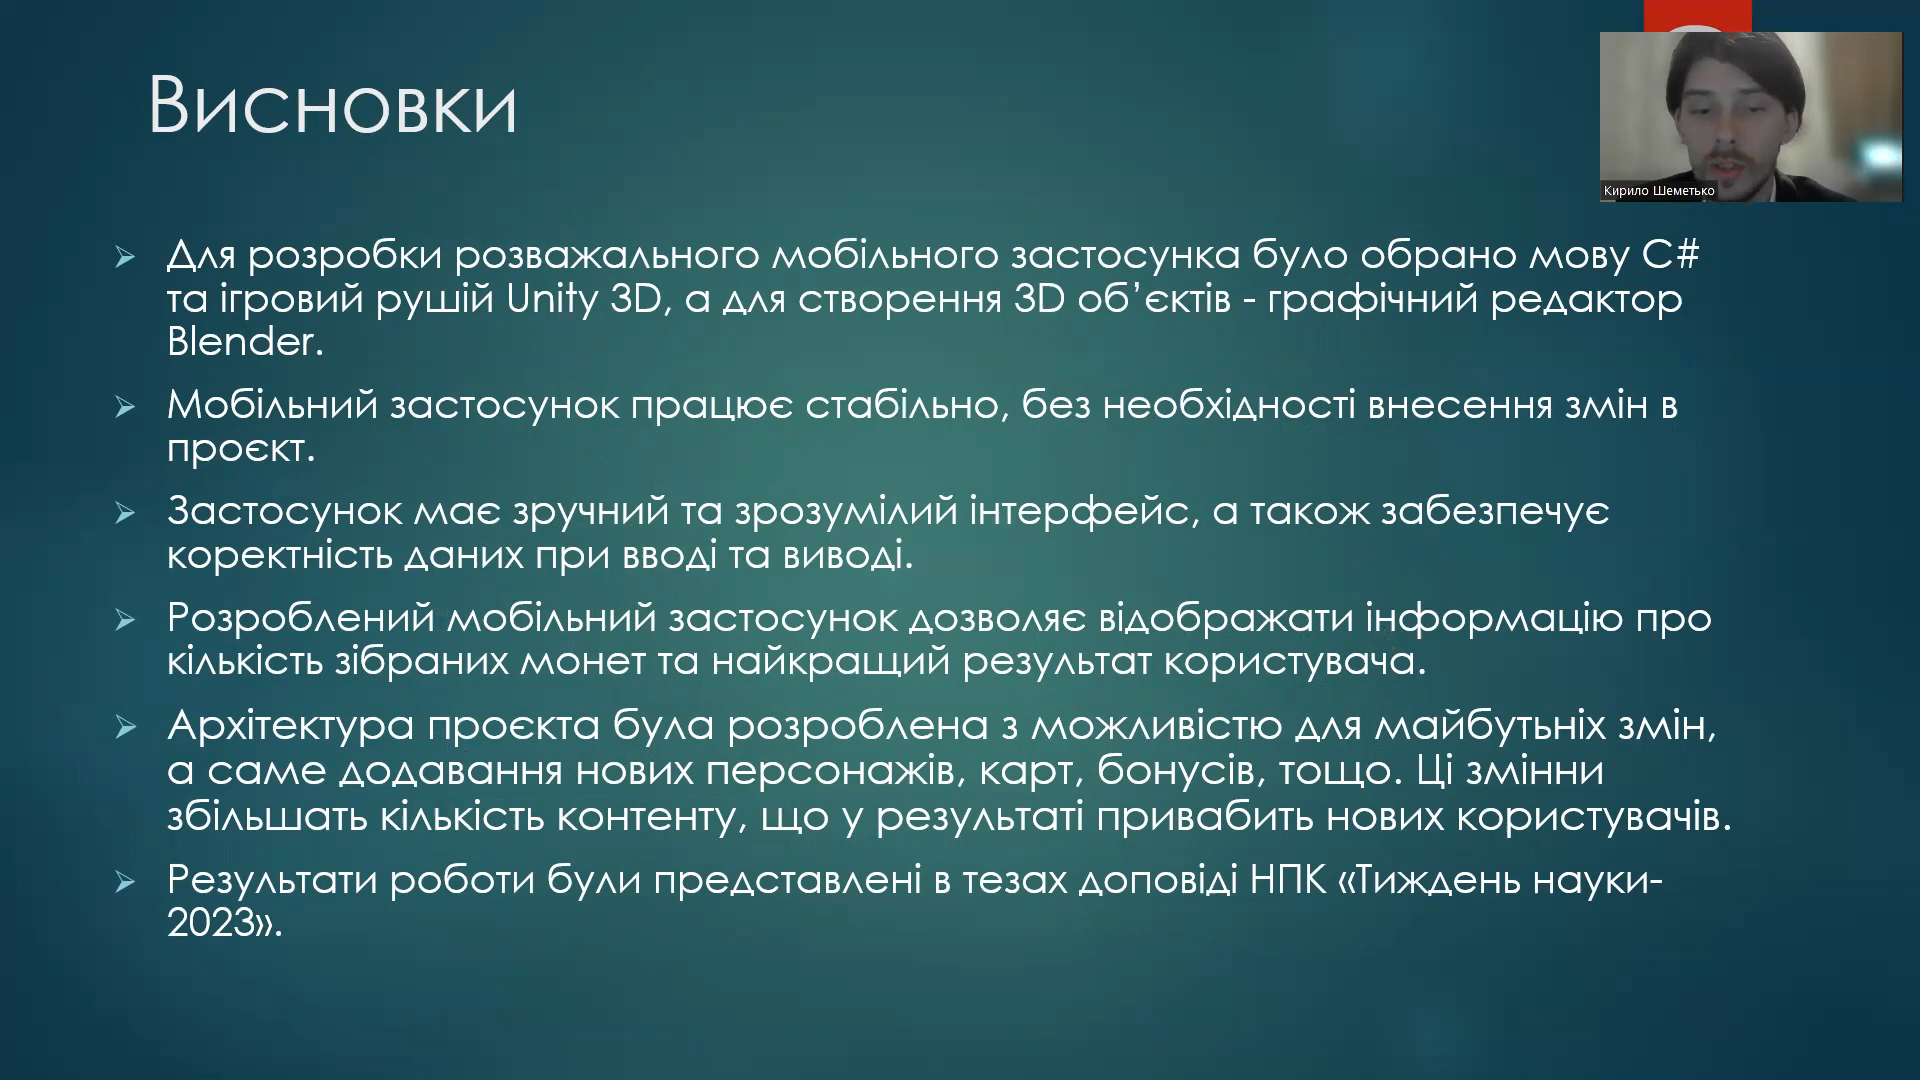 Висновки
Кирило Шеметько
Для розробки розважального мобільного застосунка було обрано мову C#
та ігровий рушій Unity 3D, а для створення 3D об’єктів - графічний редактор
Blender.
Мобільний застосунок працює стабільно, без необхідності внесення змін в
проєкт.
Застосунок має зручний та зрозумілий інтерфейс, а також забезпечує
коректність даних при вводі та виводі.
Розроблений мобільний застосунок дозволяє відображати інформацію про
кількість зібраних монет та найкращий результат користувача.
Архітектура проєкта була розроблена з можливістю для майбутьніх змін,
а саме додавання нових персонажів, карт, бонусів, тощо. Ці змінни
збільшать кількість контенту, що у результаті привабить нових користувачів.
Результати роботи були представлені в тезах доповіді НПК «Тиждень науки-
2023».